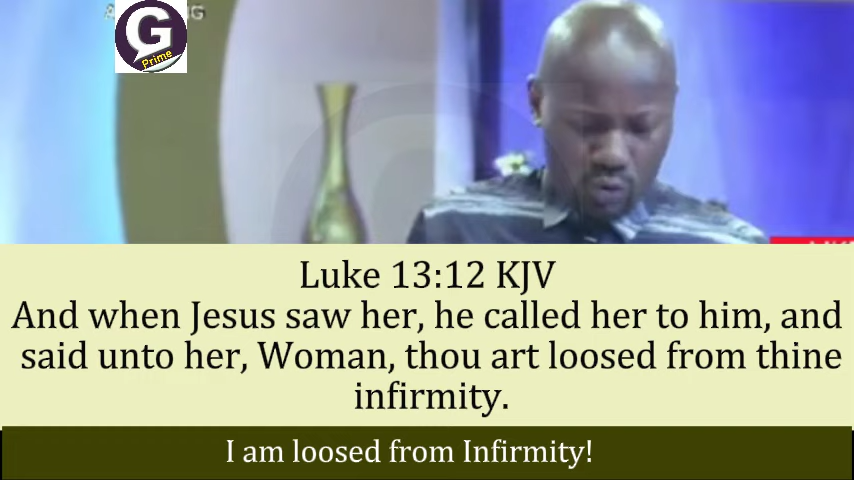 G
Prime
Luke 13:12 KJV
And when Jesus saw her, he called her to him, and
said unto her, Woman, thou art loosed from thine
infirmity.
I am loosed from Infirmity!